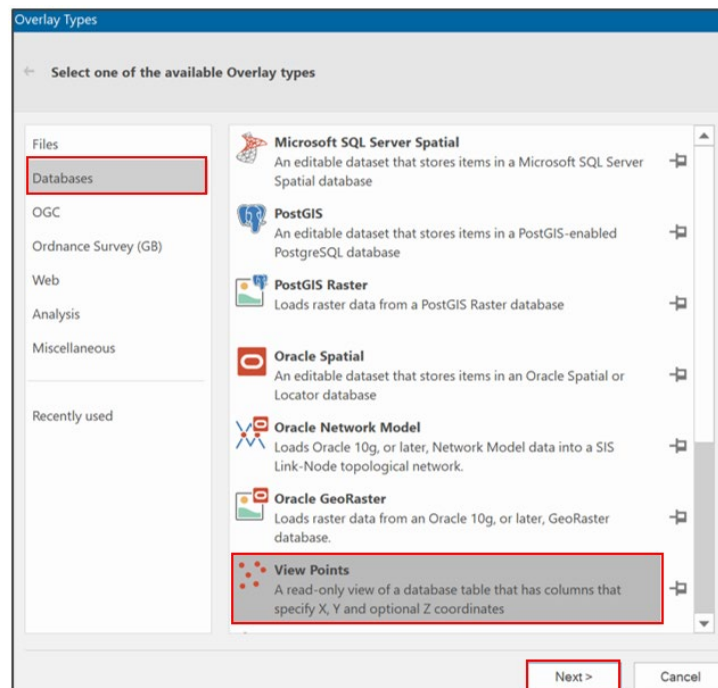 Overlay Types
Select one of the available Overlay types
Files
Databases
OGC
Ordnance Survey (GB)
Web
Analysis
Miscellaneous
Recently used
Microsoft SQL Server Spatial
An editable dataset that stores items in a Microsoft SQL Server
Spatial database
PostGIS
An editable dataset that stores items in a PostGIS-enabled
PostgreSQL database
PostGIS Raster
Loads raster data from a PostGIS Raster database
Oracle Spatial
An editable dataset that stores items in an Oracle Spatial or
Locator database
Oracle Network Model
Loads Oracle 10g, or later, Network Model data into a SIS
Link-Node topological network.
Oracle GeoRaster
Loads raster data from an Oracle 10g, or later, GeoRaster
database.
View Points
A read-only view of a database table that has columns that
specify X, Y and optional Z coordinates
Next >
Cancel